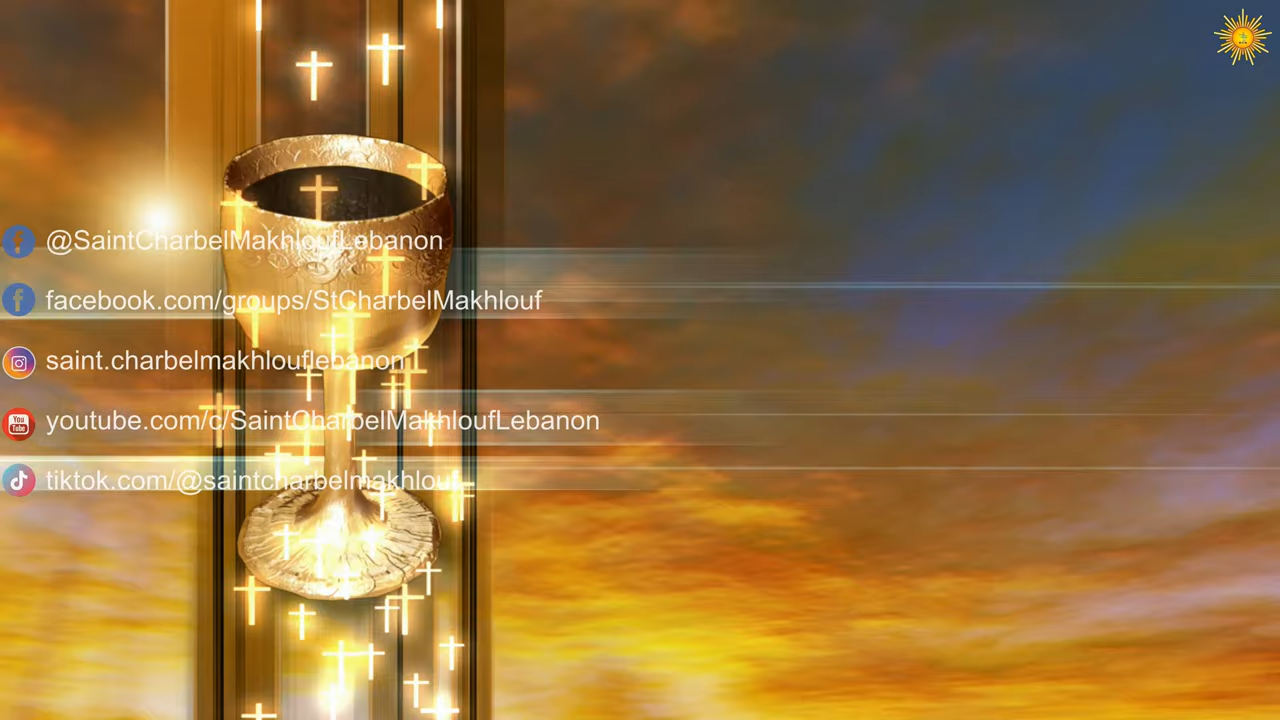 @SaintCharbelMakhloufLebanon
facebook.com/groups/StCharbelMakhlouf
saint.charbelmakhlouflebanon
youtube.com/c/SaintCharbelMakhloufLebanon
tiktok.com/@saintcharbelmakhlouf